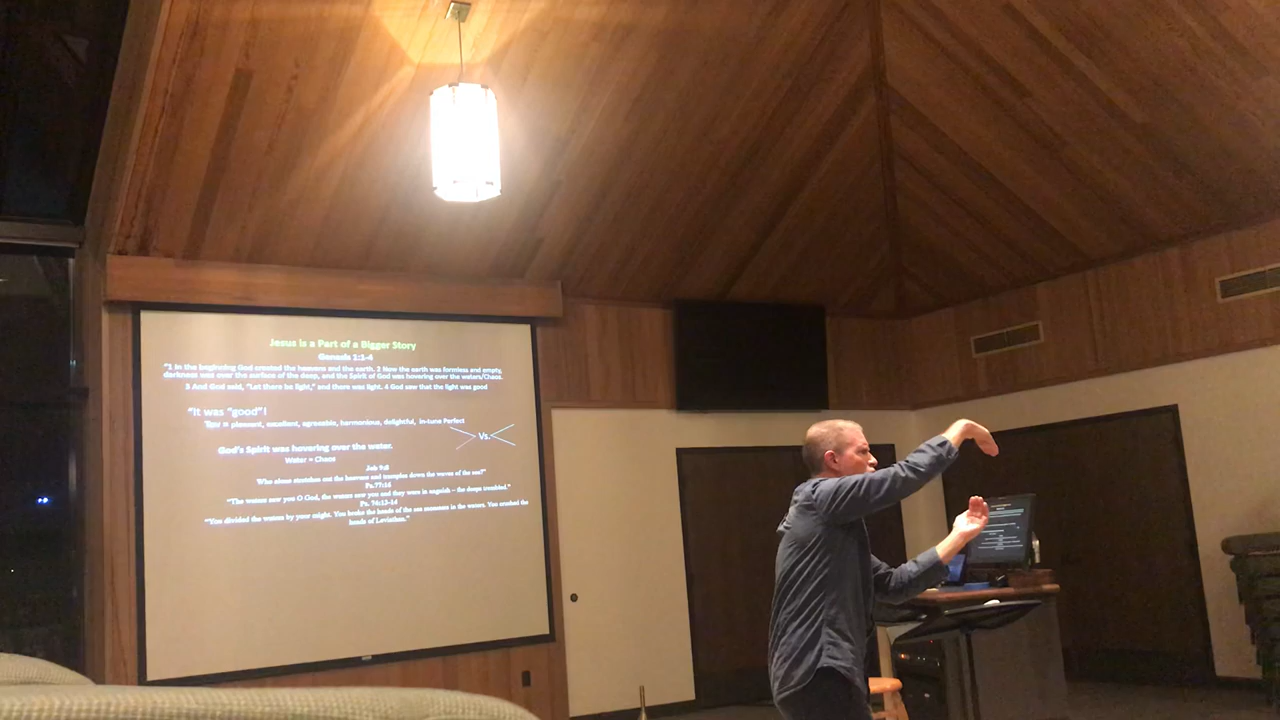 Jesus is a Part of a Bigger Story
Genesis 1:1-4
"1 In the beginning God created the heavens and the earth. 2 Now the earth was formless and empty,
darkness was over the surface of the deep, and the Spirit of God was hovering over the waters/Chaos.
3 And God said, "Let there be light," and there was light. 4 God saw that the light was good
"It was "good"!
Tov = pleasant, excellent, agreeable, harmonious, delightful, in-tune Perfect
Vs.
God's Spirit was hovering over the water.
Water = Chaos
Job 9:8
Who alone stretches out the heavens and tramples down the waves of the sea?"
Ps.77:16
"The waters saw you O God, the waters saw you and they were in anguish – the deeps trembled."
Ps. 74:13-14
"You divided the waters by your might. You broke the heads of the sea monsters in the waters. You crushed the
heads of Leviathan."